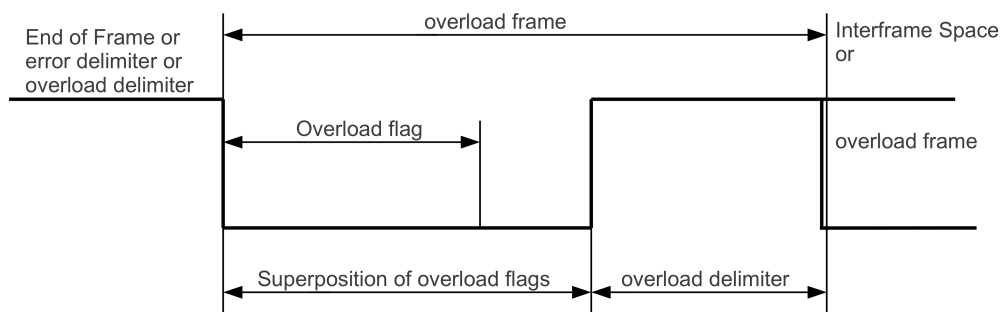 overload frame
End of Frame or
error delimiter or
overload delimiter
Interframe Space
or
Overload flag
overload frame
Superposition of overload flags
overload delimiter